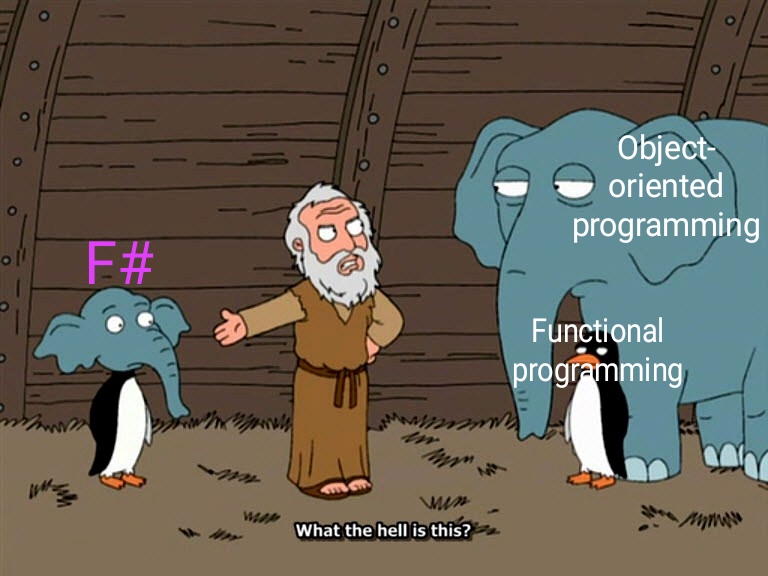 Object-
oriented
programming
F#
Functional
programming
What the hell is this?